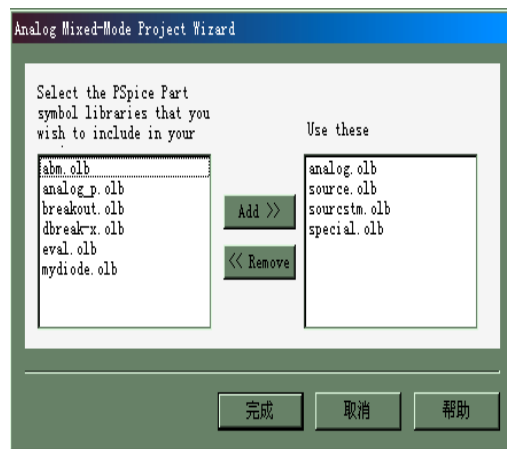 Analog Mixed-Mode Project Wizard
Select the PSpice Part
symbol libraries that you
wish to include in your
Use these
abm.olb
analog_p.olb
breakout.olb
dbreak-x.olb
eval.olb
mydiode.olb
Add >>
<< Remove
analog.olb
source.olb
sourcstm.olb
special.olb
完成
取消
帮助